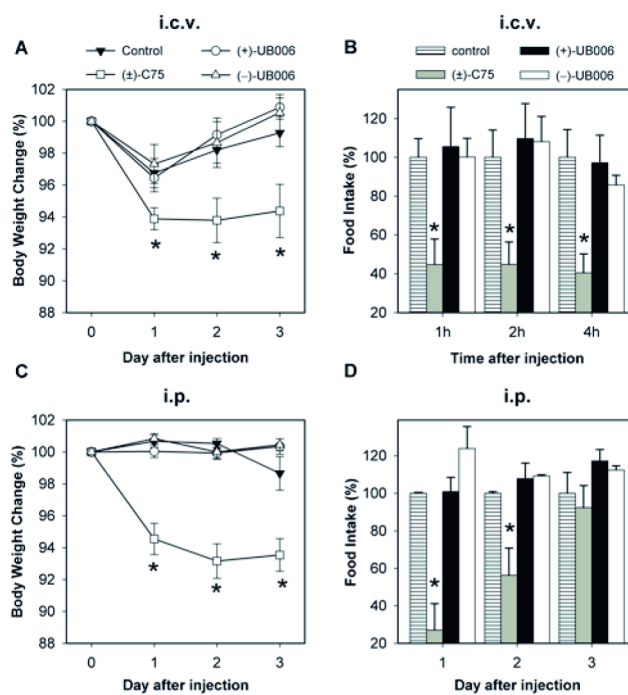 i.c.v.
A
Control
(+)-UB006
(±)-C75
(−)-UB006
Body Weight Change (%)
102
100
98
96
94
92
90
88
*
*
*
0
1
2
3
Day after injection
i.c.v.
B
control
(+)-UB006
(±)-C75
(−)-UB006
Food Intake (%)
120
100
80
60
40
20
*
*
*
1h
2h
4h
Time after injection
i.p.
C
Body Weight Change (%)
102
100
98
96
94
92
90
88
*
*
*
0
1
2
3
Day after injection
i.p.
D
Food Intake (%)
120
100
80
60
40
20
*
*
1
2
3
Day after injection